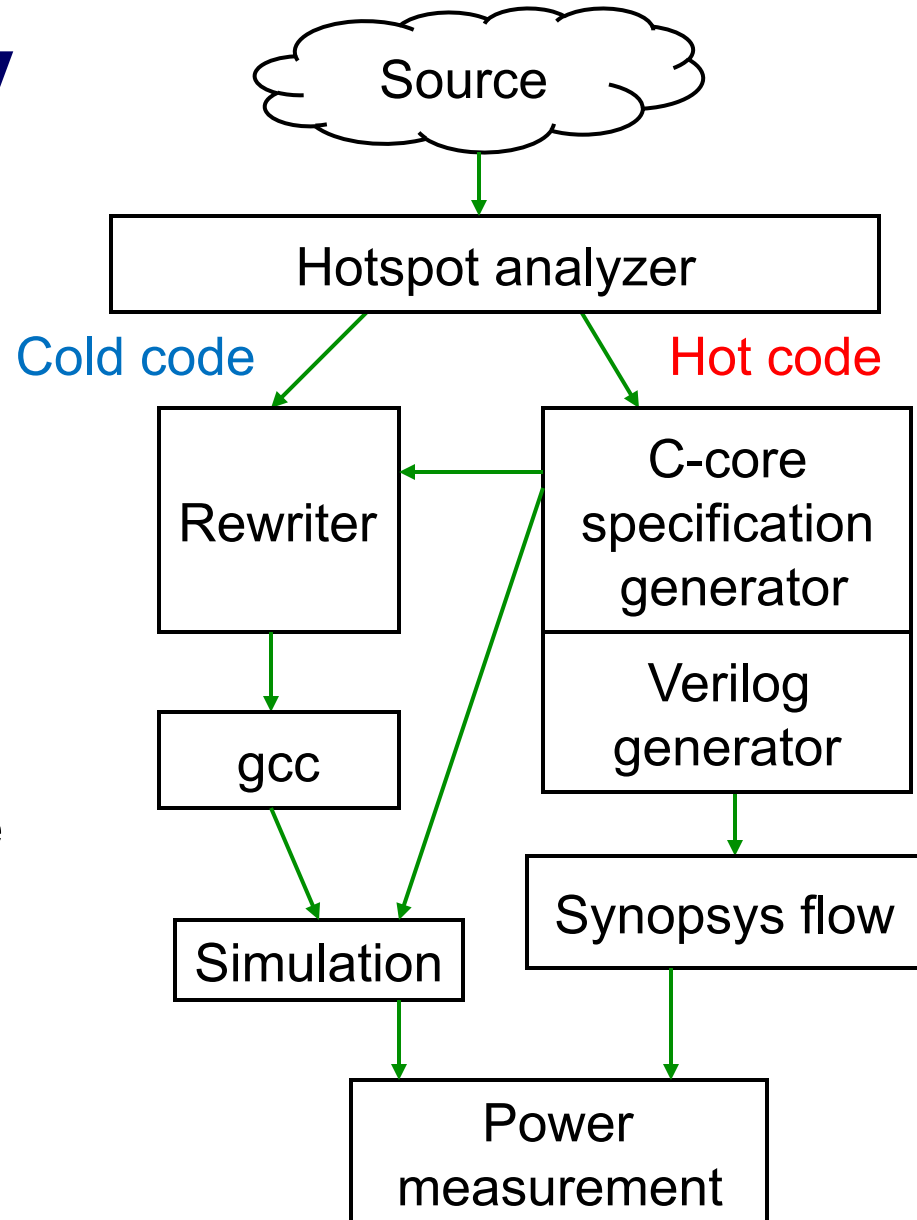 y
Source
Hotspot analyzer
Cold code
Hot code
Rewriter
C-core
specification
generator
Verilog
generator
gcc
e
Synopsys flow
Simulation
Power
measurement